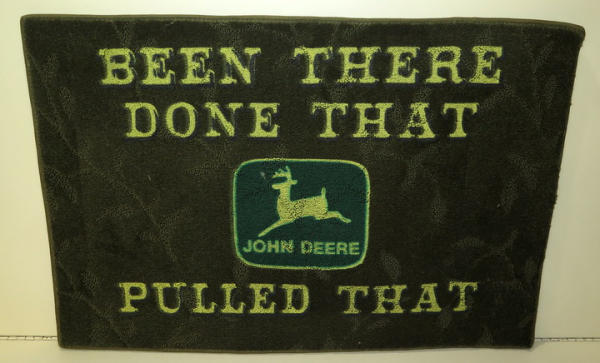 BEEN THERE
DONE THAT
JOHN DEERE
PULLED THAT